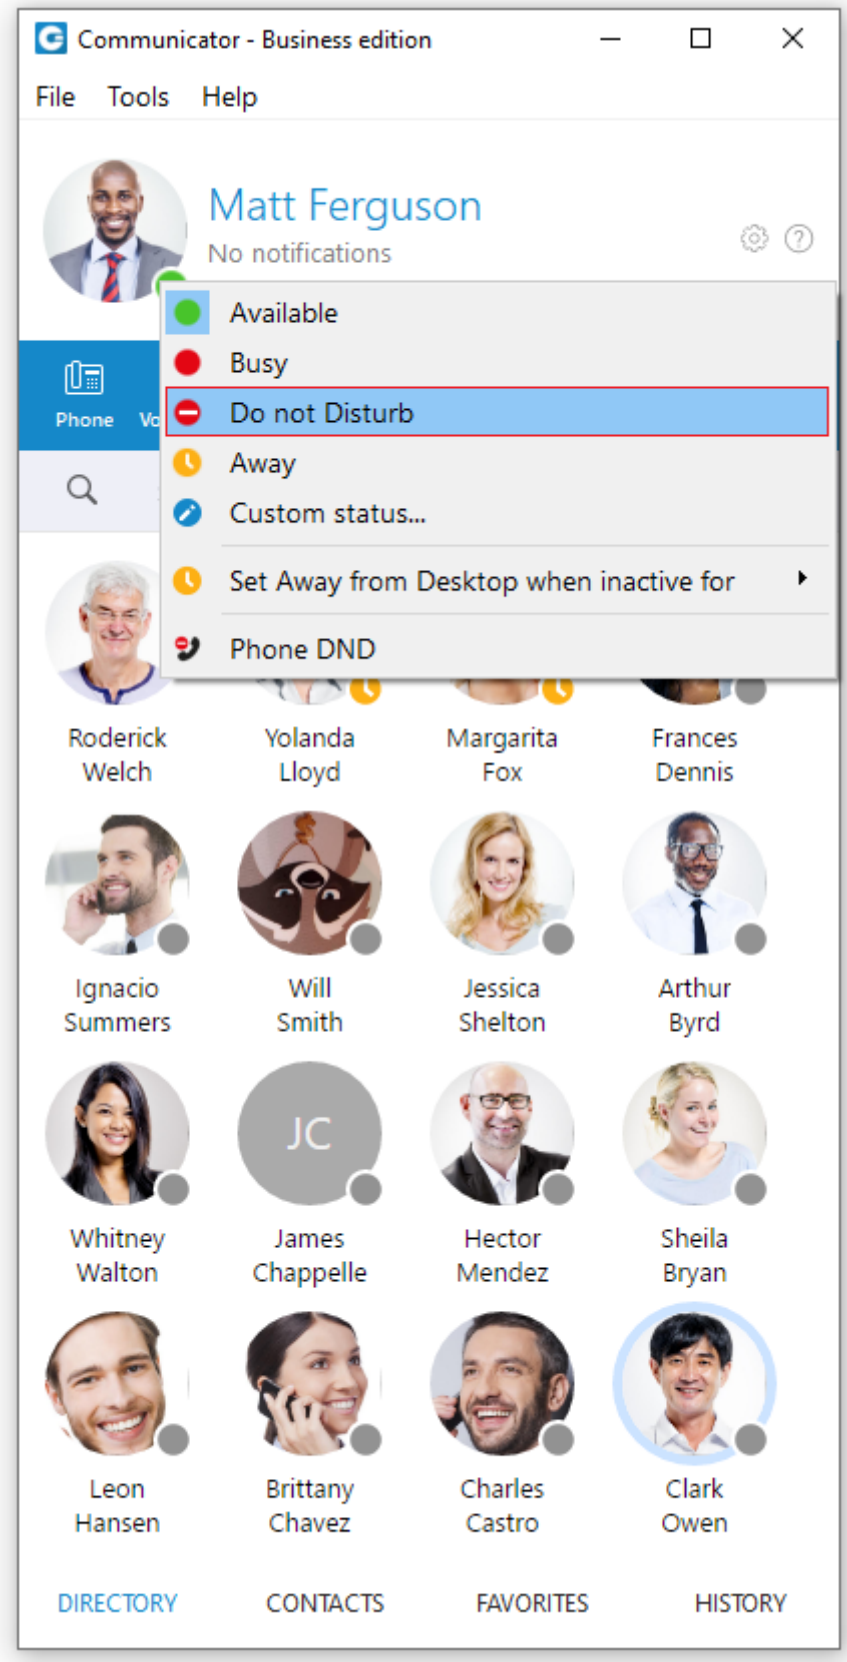 Communicator - Business edition
File Tools Help
Matt Ferguson
No notifications
Available
Busy
Do not Disturb
Away
Custom status...
Set Away from Desktop when inactive for
Phone DND
Phone
Roderick Welch
Yolanda Lloyd
Margarita Fox
Frances Dennis
Ignacio Summers
Will Smith
Jessica Shelton
Arthur Byrd
JC
Whitney Walton
James Chappelle
Hector Mendez
Sheila Bryan
Leon Hansen
Brittany Chavez
Charles Castro
Clark Owen
DIRECTORY CONTACTS FAVORITES HISTORY